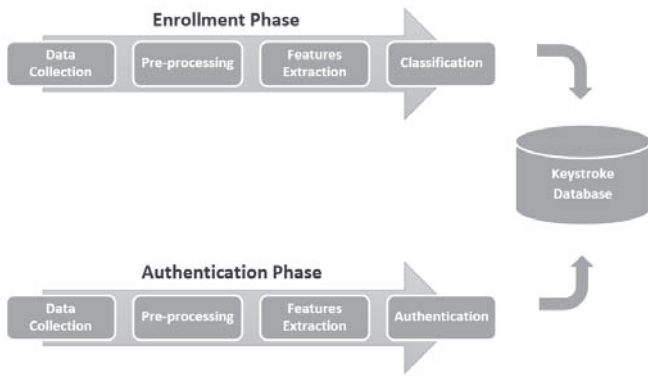 Enrollment Phase
Data
Collection
Pre-processing
Features
Extraction
Classification
Keystroke
Database
Authentication Phase
Data
Collection
Pre-processing
Features
Extraction
Authentication